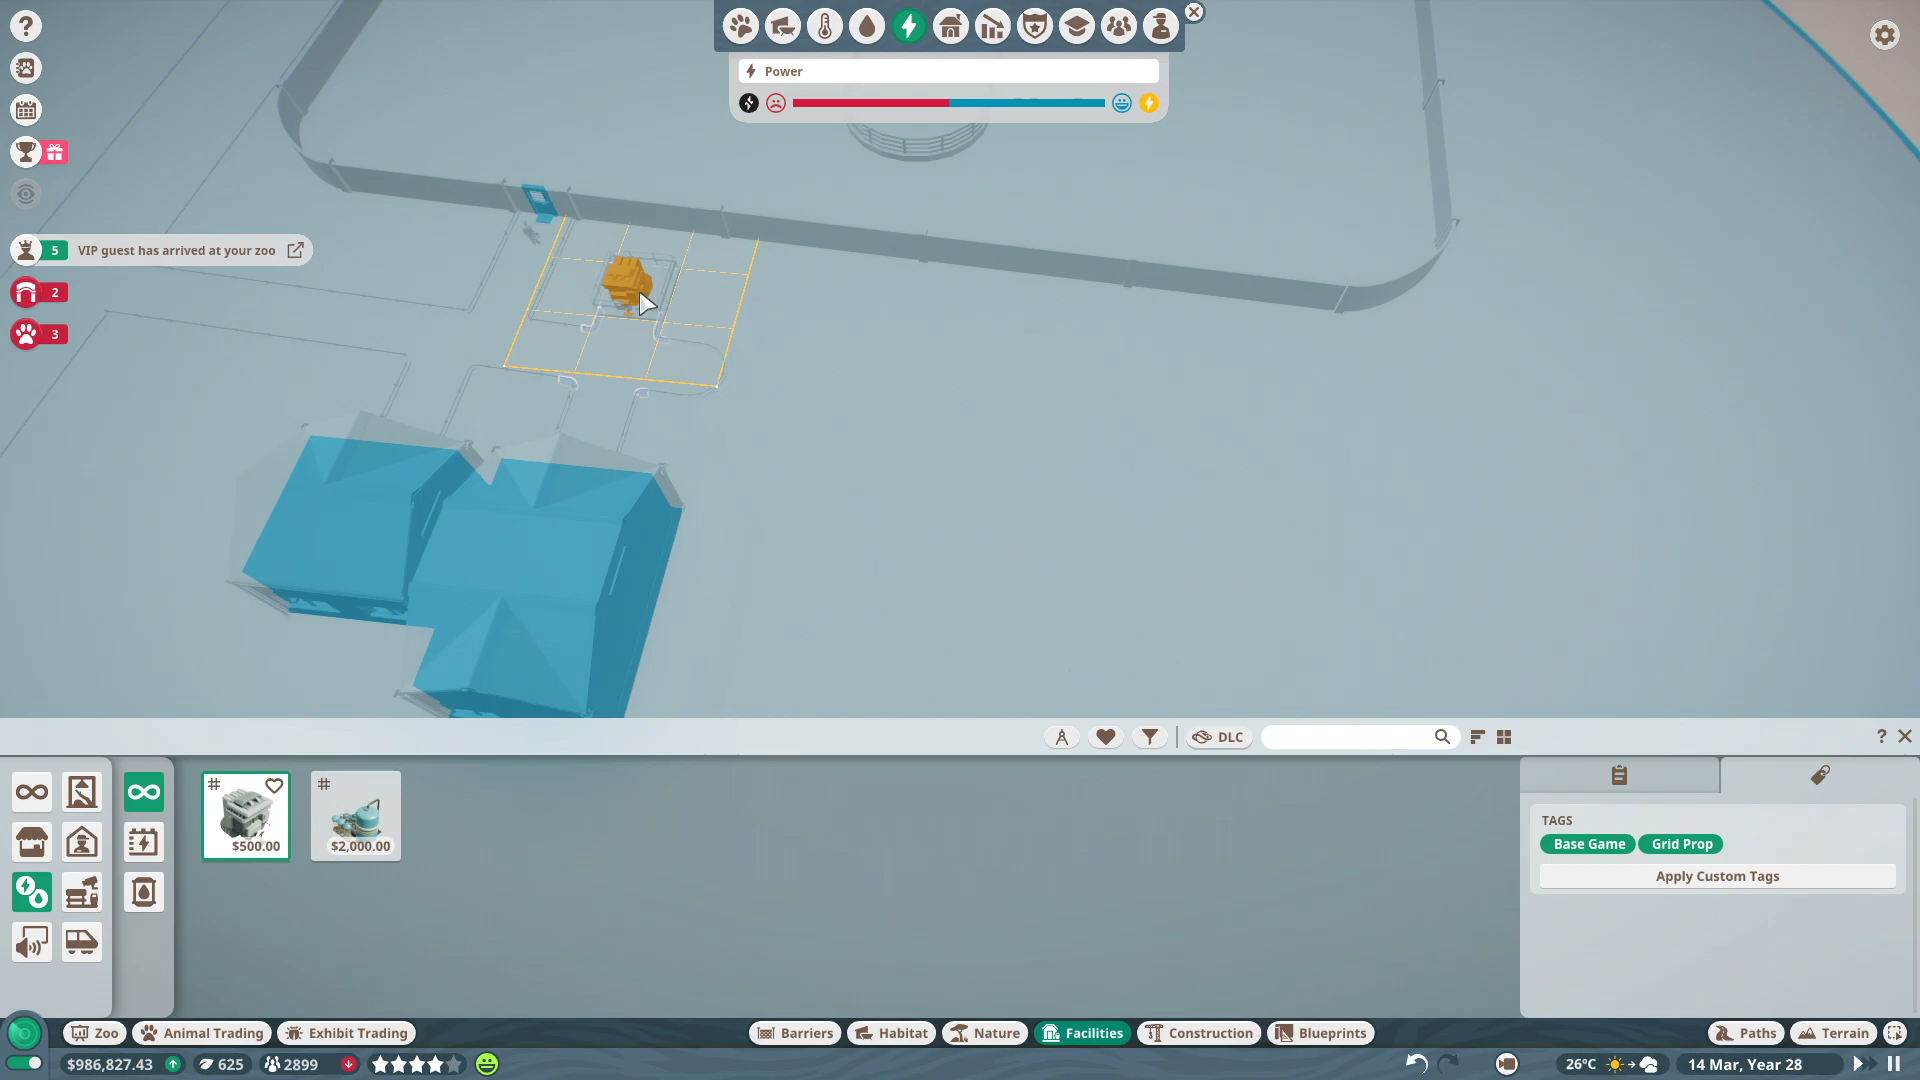 Power
5 VIP guest has arrived at your zoo
2
3
DLC
$500.00
$2,000.00
TAGS
Base Game Grid Prop
Apply Custom Tags
Zoo Animal Trading Exhibit Trading Barriers Habitat Nature Facilities Construction Blueprints Paths Terrain
$986,827.43 625 2899 26°C 14 Mar, Year 28